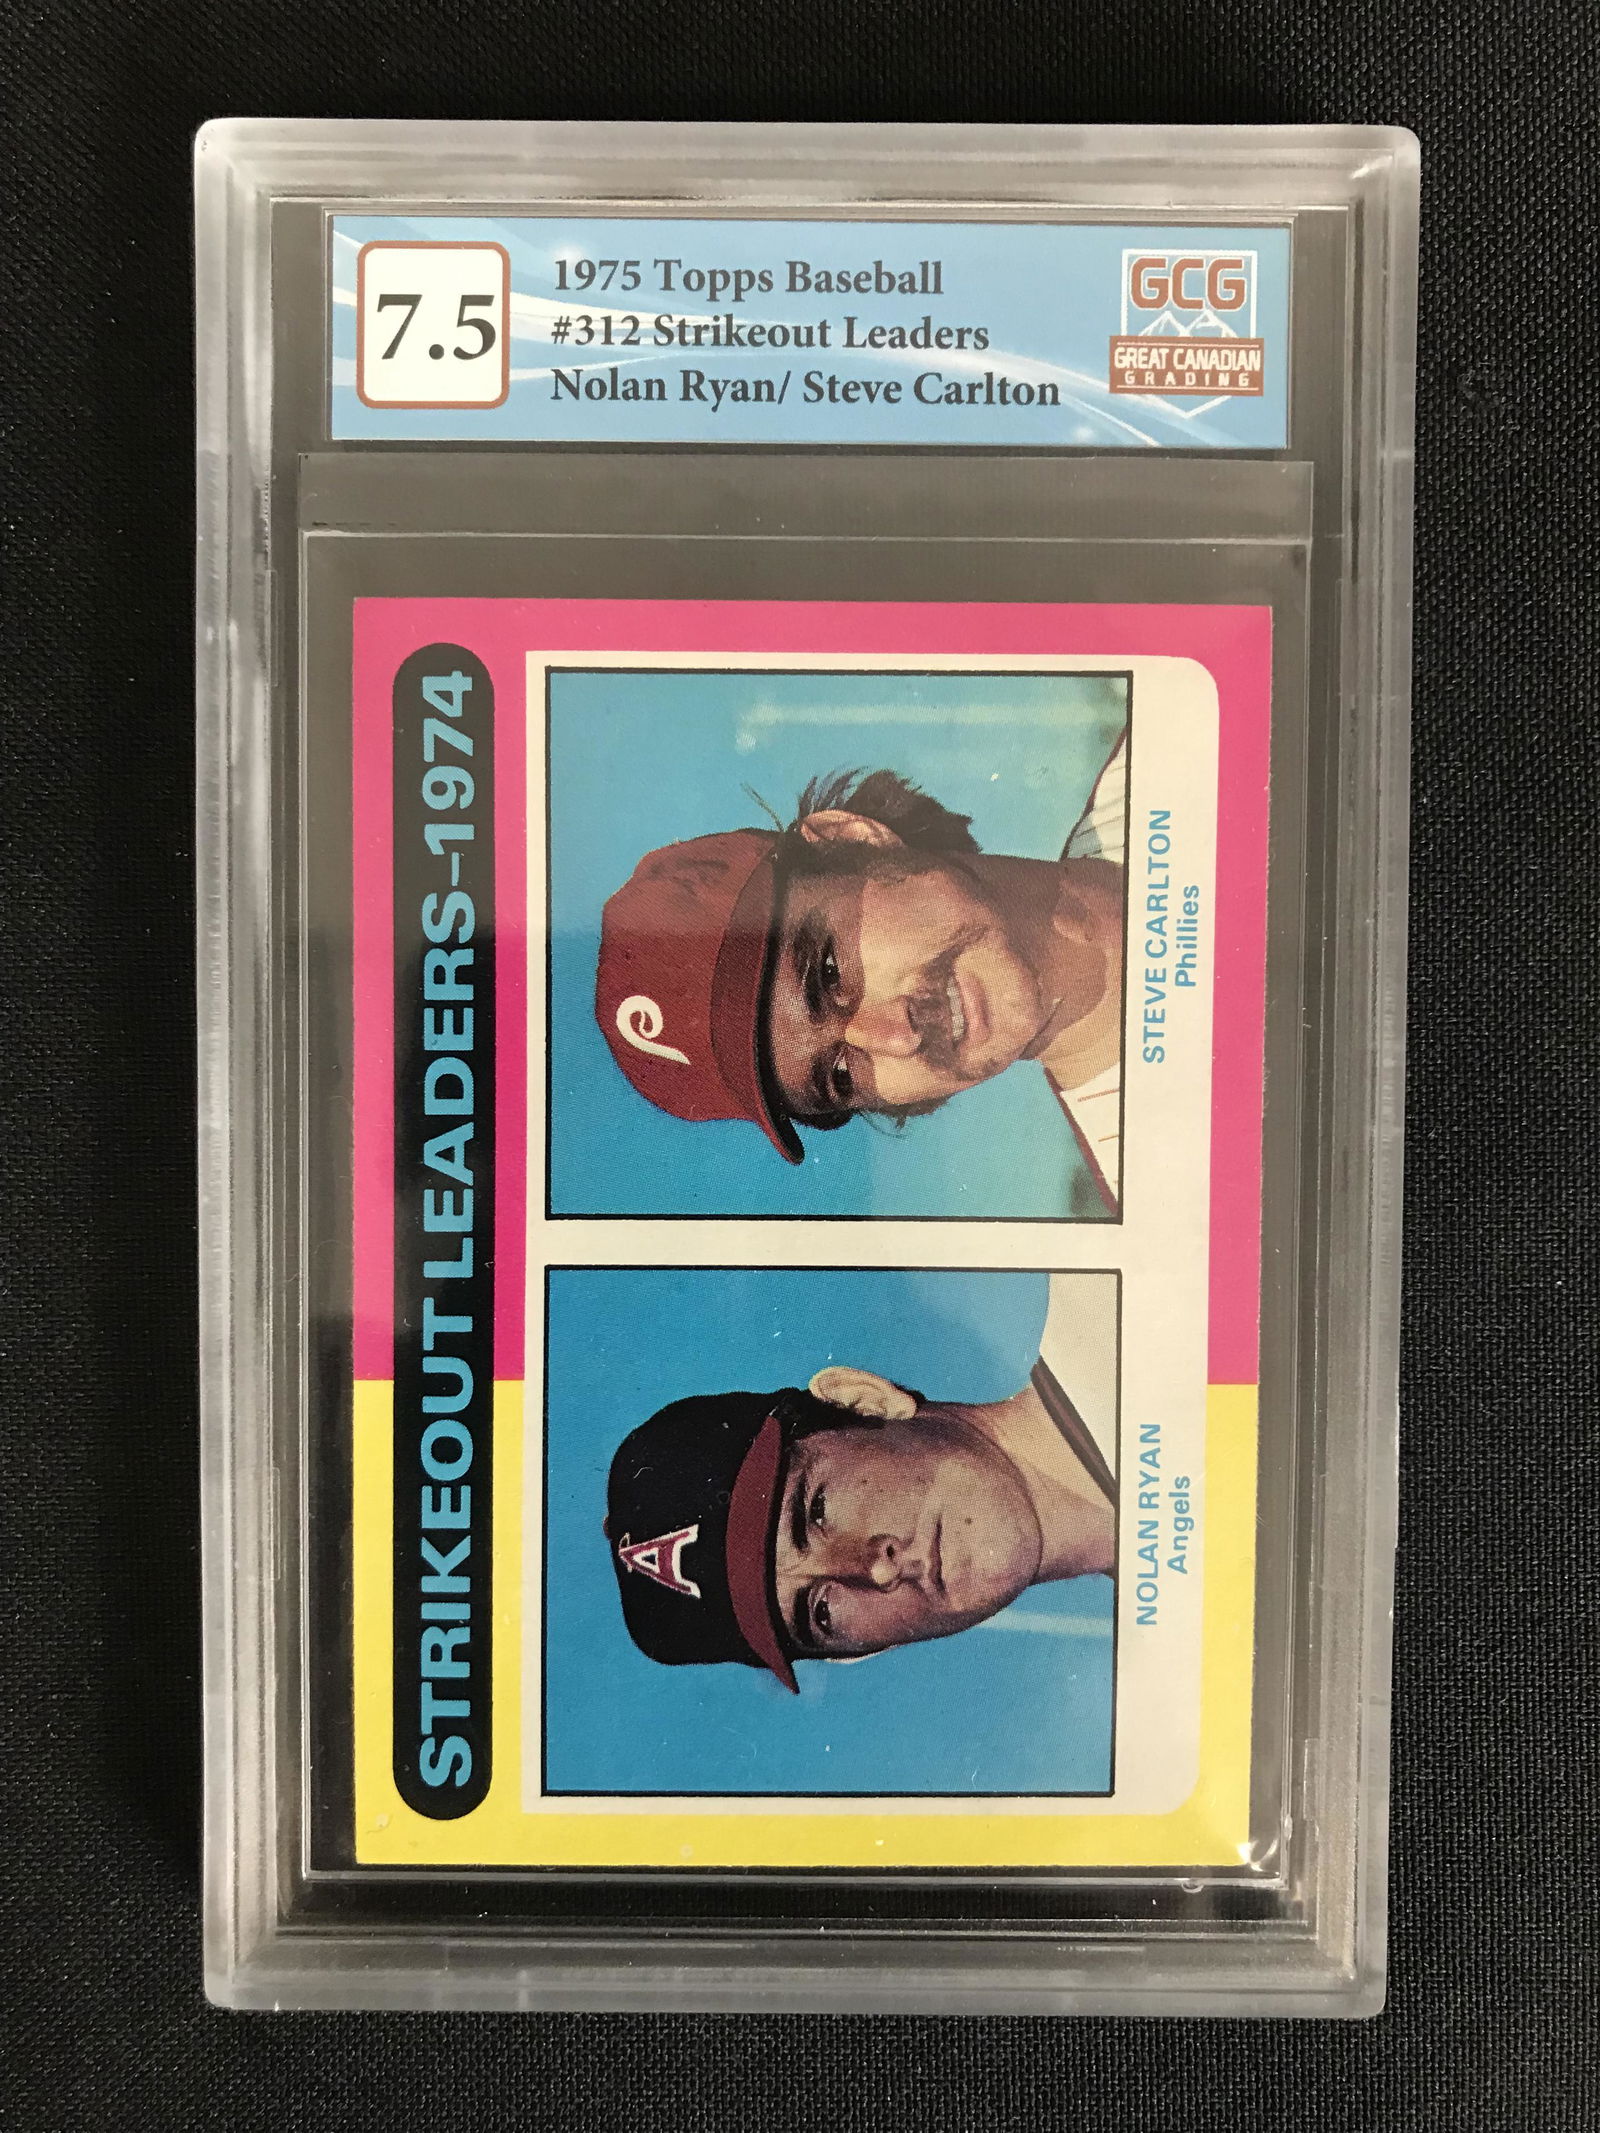 7.5
1975 Topps Baseball
#312 Strikeout Leaders
Nolan Ryan/ Steve Carlton
GCG
GREAT CANADIAN
GRADING
STRIKEOUT LEADERS–1974
A
NOLAN RYAN
Angels
P
STEVE CARLTON
Phillies